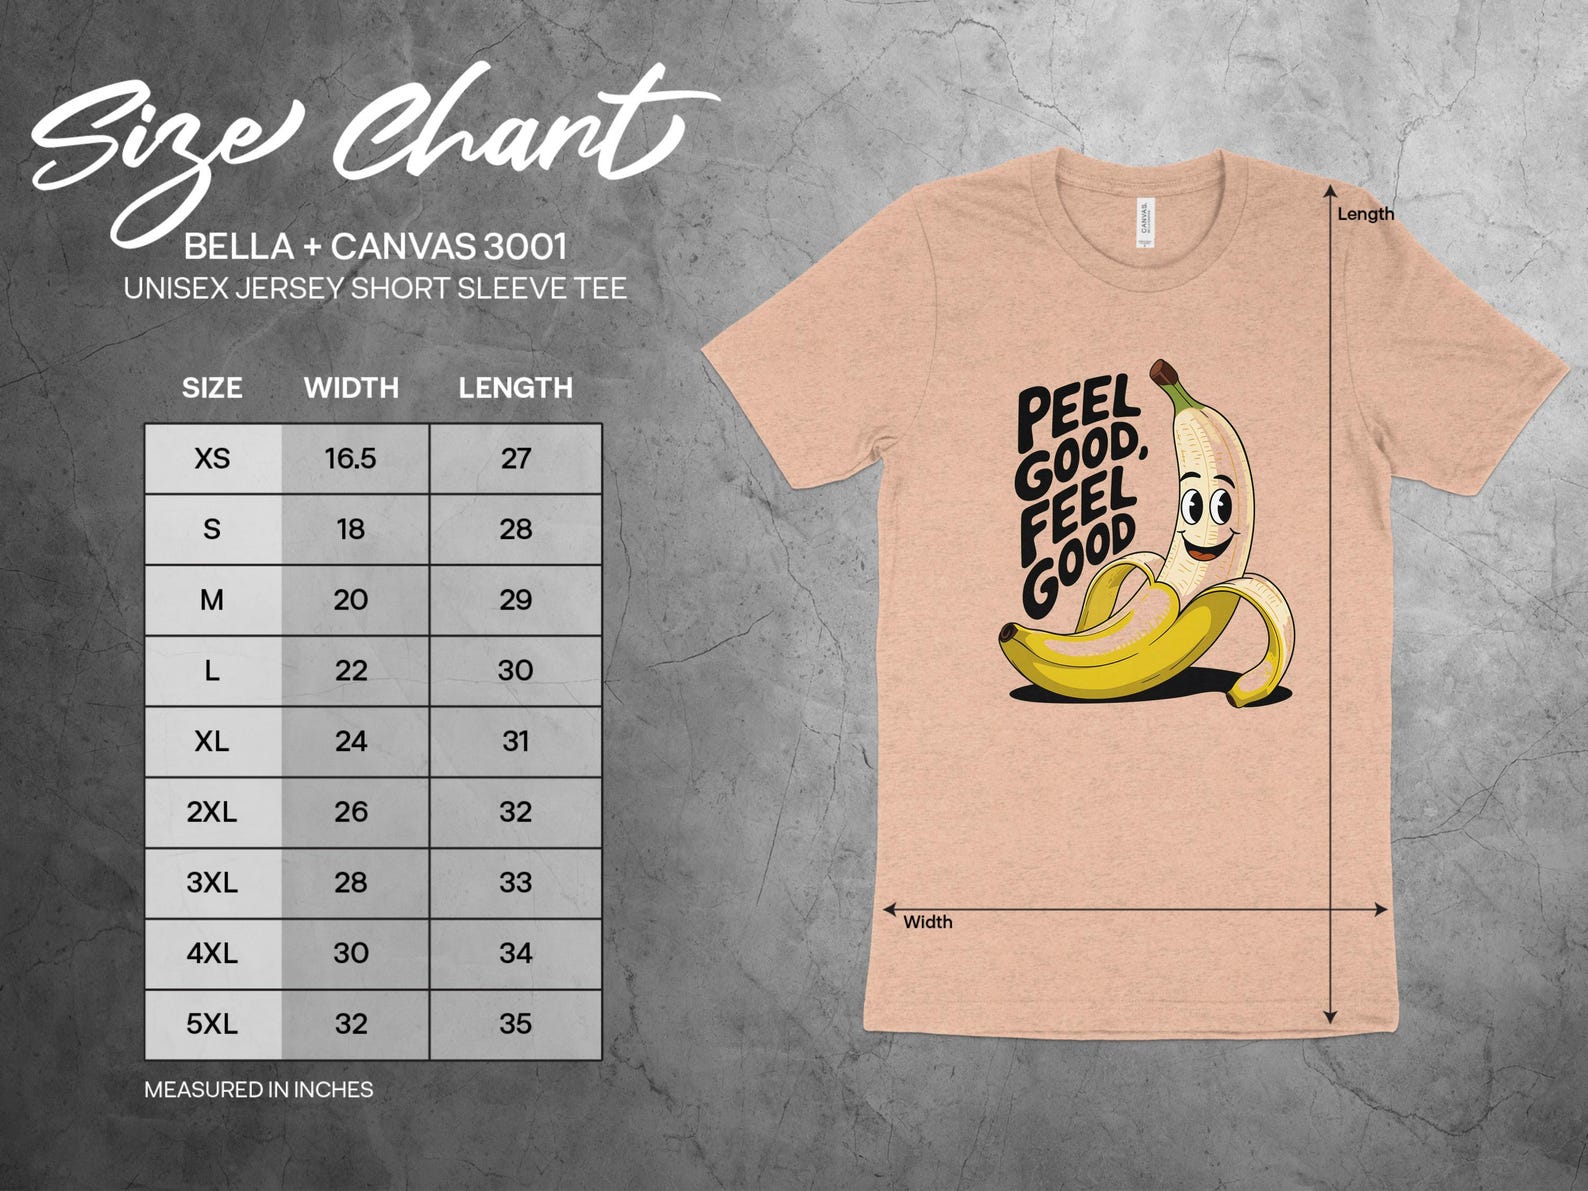 Size Chart
BELLA + CANVAS 3001
UNISEX JERSEY SHORT SLEEVE TEE
SIZE WIDTH LENGTH
XS 16.5 27
S 18 28
M 20 29
L 22 30
XL 24 31
2XL 26 32
3XL 28 33
4XL 30 34
5XL 32 35
MEASURED IN INCHES
CANVAS.
Length
PEEL
GOOD,
FEEL
GOOD
Width